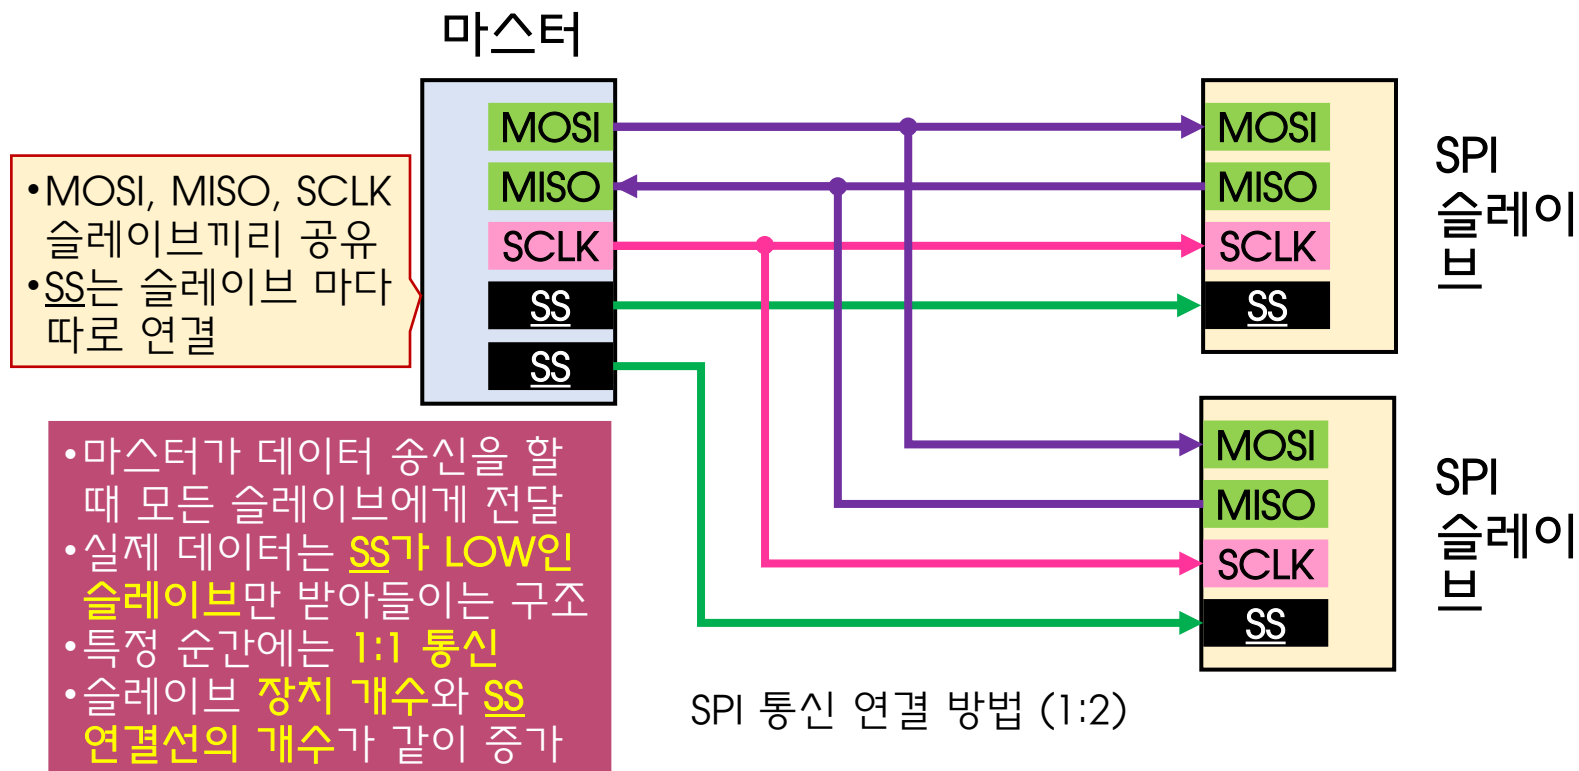 마스터
MOSI
MISO
SCLK
SS
SS
•MOSI, MISO, SCLK
슬레이브끼리 공유
•SS는 슬레이브 마다
따로 연결
MOSI
MISO
SCLK
SS
SPI
슬레이
브
MOSI
MISO
SCLK
SS
SPI
슬레이
브
•마스터가 데이터 송신을 할
때 모든 슬레이브에게 전달
•실제 데이터는 SS가 LOW인
슬레이브만 받아들이는 구조
•특정 순간에는 1:1 통신
•슬레이브 장치 개수와 SS
연결선의 개수가 같이 증가
SPI 통신 연결 방법 (1:2)